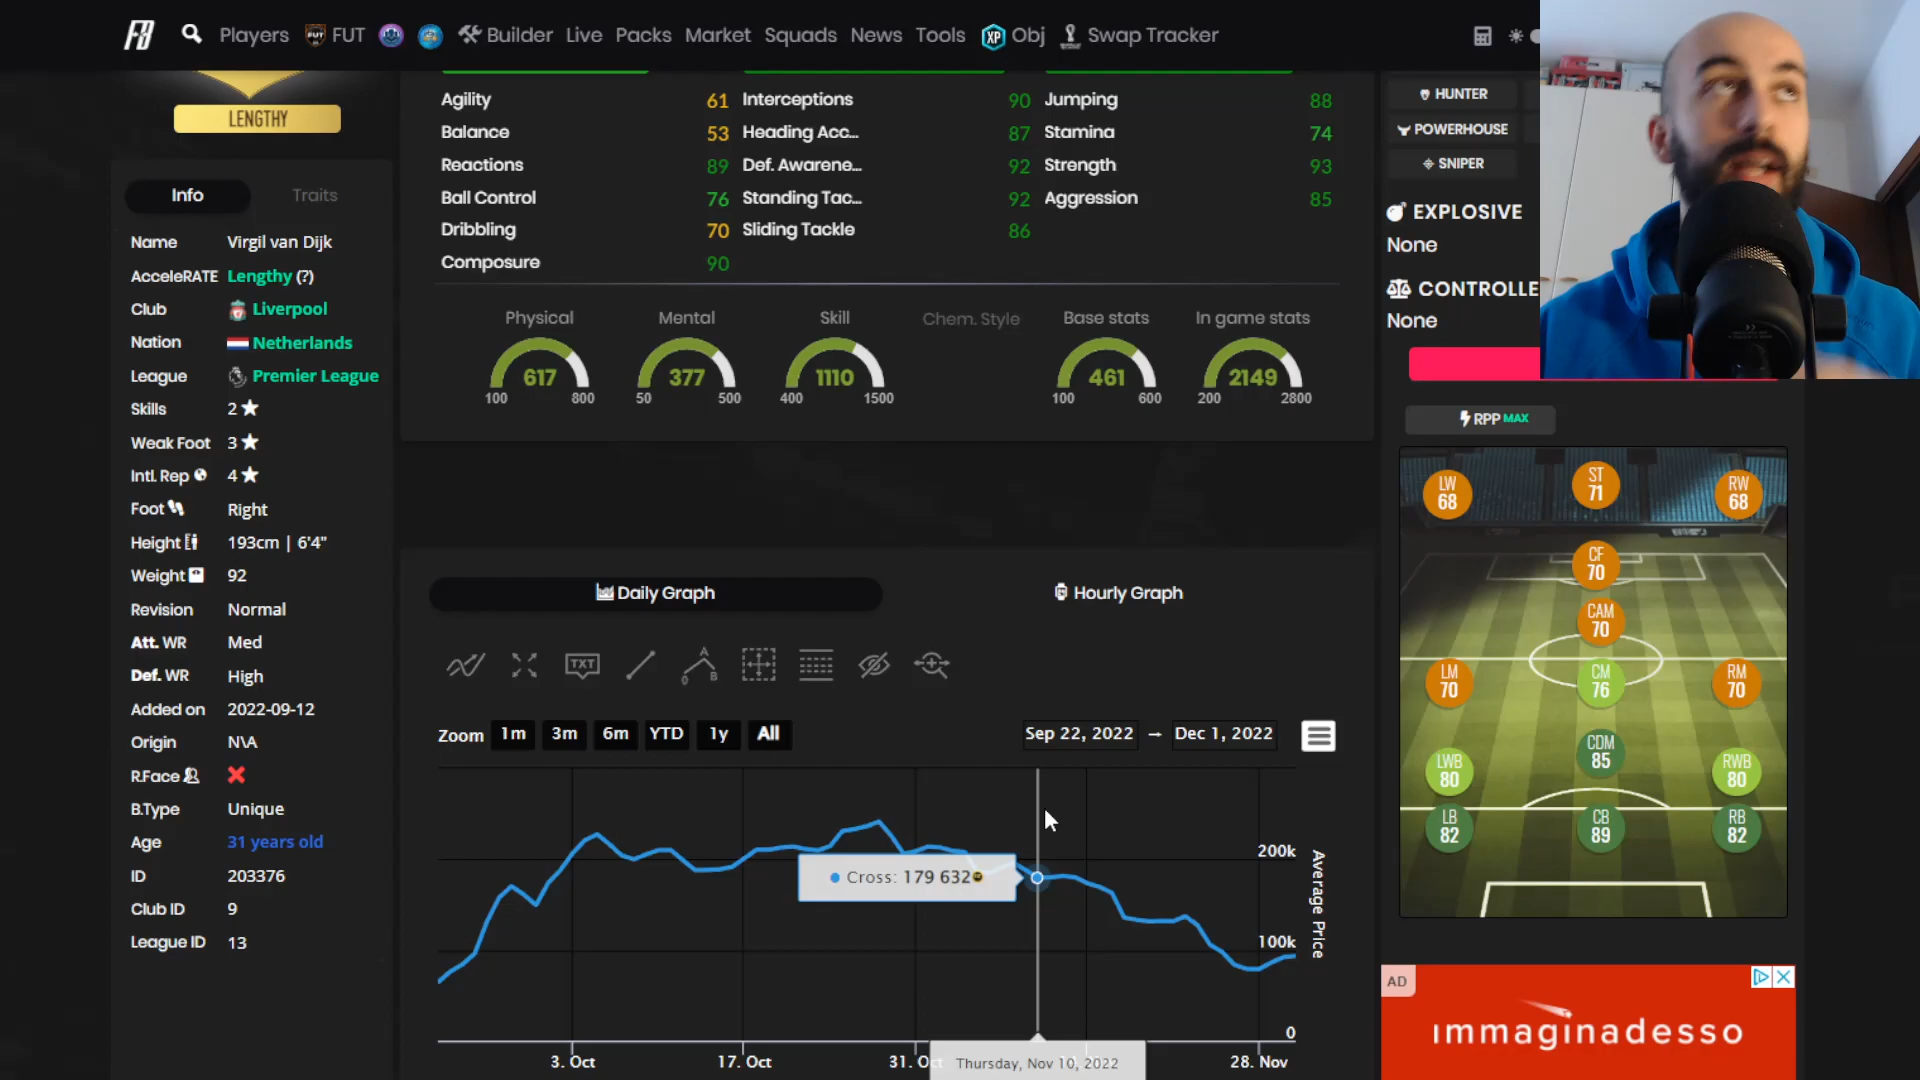 FB Players FUT Builder Live Packs Market Squads News Tools XP Obj Swap Tracker
LENGTHY
Info Traits
Name Virgil van Dijk
AcceleRATE Lengthy (?)
Club Liverpool
Nation Netherlands
League Premier League
Skills 2
Weak Foot 3
Intl. Rep 4
Foot Right
Height 193cm | 6'4"
Weight 92
Revision Normal
Att. WR Med
Def. WR High
Added on 2022-09-12
Origin N\A
R.Face
B.Type Unique
Age 31 years old
ID 203376
Club ID 9
League ID 13
Agility 61 Interceptions 90 Jumping 88
Balance 53 Heading Acc... 87 Stamina 74
Reactions 89 Def. Awarene... 92 Strength 93
Ball Control 76 Standing Tac... 92 Aggression 85
Dribbling 70 Sliding Tackle 86
Composure 90
Physical Mental Skill Chem. Style Base stats In game stats
617 377 1110 461 2149
100 800 50 500 400 1500 100 600 200 2800
Daily Graph Hourly Graph
TXT
0 A B
Zoom 1m 3m 6m YTD 1y All Sep 22, 2022 → Dec 1, 2022
Cross: 179 632
200k
100k
0
Average Price
3. Oct 17. Oct 31. Oc 28. Nov
Thursday, Nov 10, 2022
HUNTER
POWERHOUSE
SNIPER
EXPLOSIVE
None
CONTROLLE
None
RPP MAX
LW 68
ST 71
RW 68
CF 70
CAM 70
LM 70
CM 76
RM 70
CDM 85
LWB 80
RWB 80
LB 82
CB 89
RB 82
AD
immaginadesso